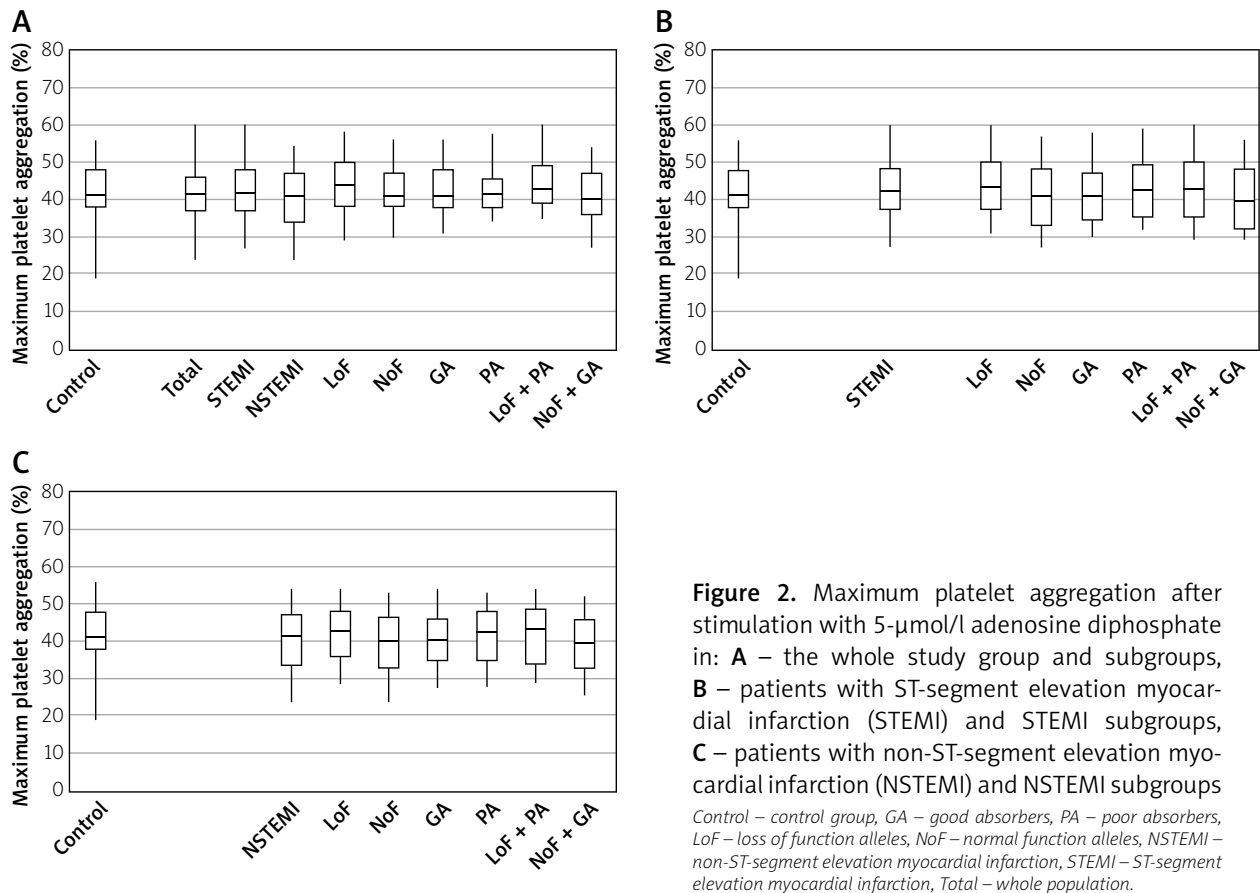 A
Maximum platelet aggregation (%)
80
70
60
50
40
30
20
10
0
Control
Total
STEMI
NSTEMI
LoF
NoF
GA
PA
LoF + PA
NoF + GA
B
Maximum platelet aggregation (%)
80
70
60
50
40
30
20
10
0
Control
STEMI
LoF
NoF
GA
PA
LoF + PA
NoF + GA
C
Maximum platelet aggregation (%)
80
70
60
50
40
30
20
10
0
Control
NSTEMI
LoF
NoF
GA
PA
LoF + PA
NoF + GA
Figure 2. Maximum platelet aggregation after
stimulation with 5-μmol/l adenosine diphosphate
in: A – the whole study group and subgroups,
B – patients with ST-segment elevation myocar-
dial infarction (STEMI) and STEMI subgroups,
C – patients with non-ST-segment elevation myo-
cardial infarction (NSTEMI) and NSTEMI subgroups
Control – control group, GA – good absorbers, PA – poor absorbers,
LoF – loss of function alleles, NoF – normal function alleles, NSTEMI –
non-ST-segment elevation myocardial infarction, STEMI – ST-segment
elevation myocardial infarction, Total – whole population.